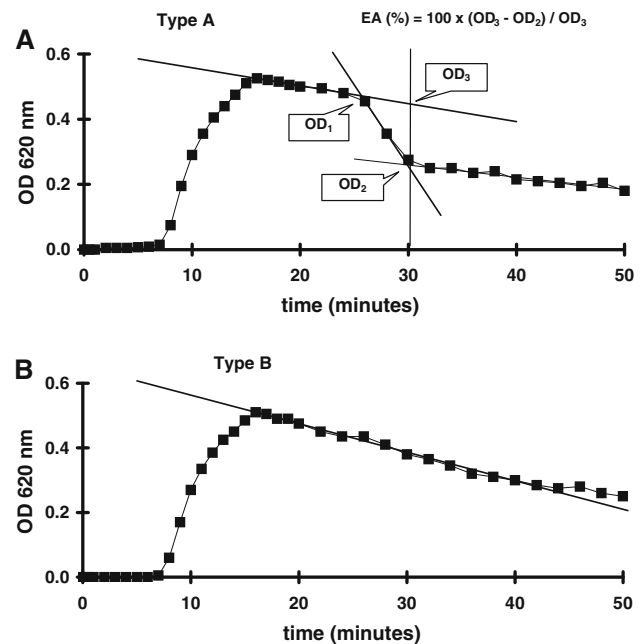 A
Type A
EA (%) = 100 x (OD₃ - OD₂) / OD₃
0.6
OD₃
OD₁
0.4
OD 620 nm
0.2
OD₂
0.0
0 10 20 30 40 50
time (minutes)
B
Type B
0.6
0.4
OD 620 nm
0.2
0.0
0 10 20 30 40 50
time (minutes)